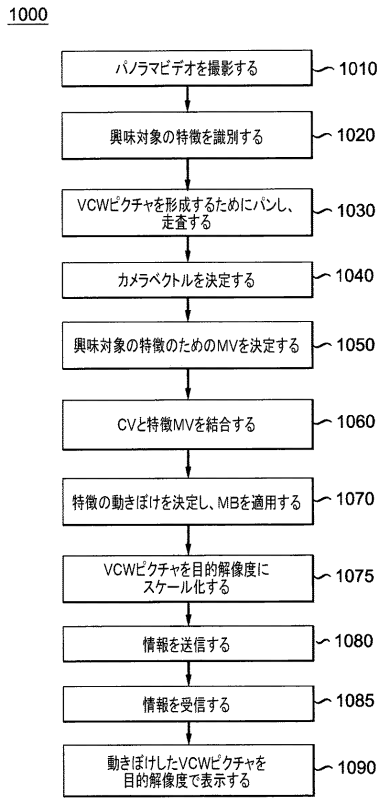 1000
パノラマビデオを撮影する
1010
興味対象の特徴を識別する
1020
VCWピクチャを形成するためにパンし、
走査する
1030
カメラベクトルを決定する
1040
興味対象の特徴のためのMVを決定する
1050
CVと特徴MVを結合する
1060
特徴の動きぼけを決定し、MBを適用する
1070
VCWピクチャを目的解像度に
スケール化する
1075
情報を送信する
1080
情報を受信する
1085
動きぼけしたVCWピクチャを
目的解像度で表示する
1090